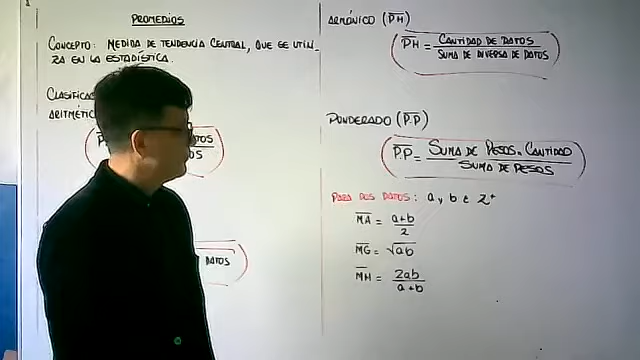 PROMEDIOS
CONCEPTO: MEDIDA DE TENDENCIA CENTRAL, QUE SE UTILI-
ZA EN LA ESTADÍSTICA.
DATOS
ARMÓNICO (PH)
PH = CANTIDAD DE DATOS
SUMA DE INVERSA DE DATOS
PONDERADO (P.P)
P.P = SUMA DE PESOS . CANTIDAD
SUMA DE PESOS
PARA DOS DATOS: a y b ∈ Z⁺
MA = a+b
2
MG = √ab
MH = 2ab
a+b